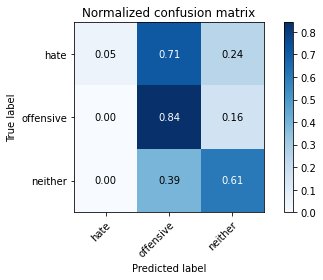 Normalized confusion matrix
True label
hate
offensive
neither
0.05 0.71 0.24
0.00 0.84 0.16
0.00 0.39 0.61
hate
offensive
neither
Predicted label
0.8
0.7
0.6
0.5
0.4
0.3
0.2
0.1
0.0